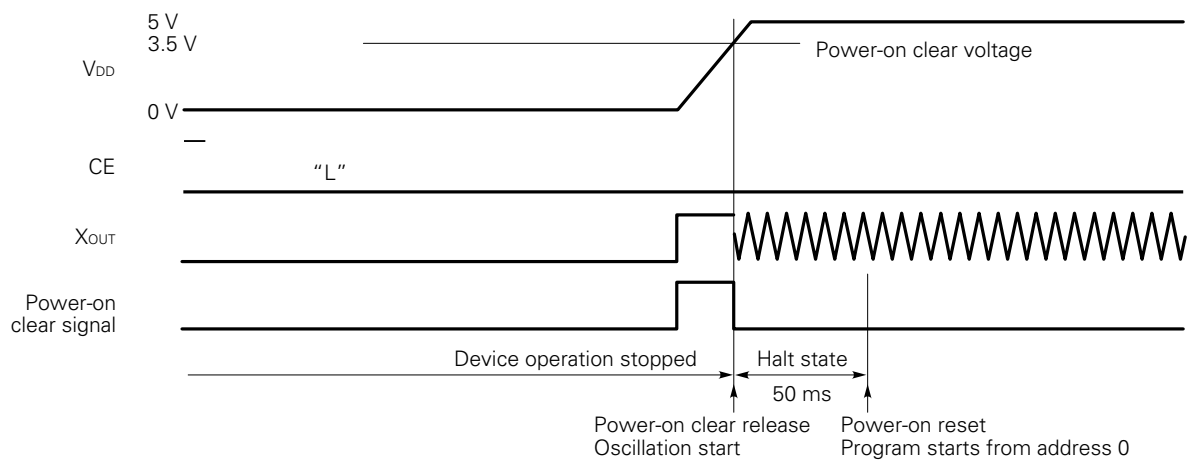 5 V
3.5 V
Power-on clear voltage
VDD
0 V
CE
“L”
XOUT
Power-on
clear signal
Device operation stopped
Halt state
50 ms
Power-on clear release
Oscillation start
Power-on reset
Program starts from address 0